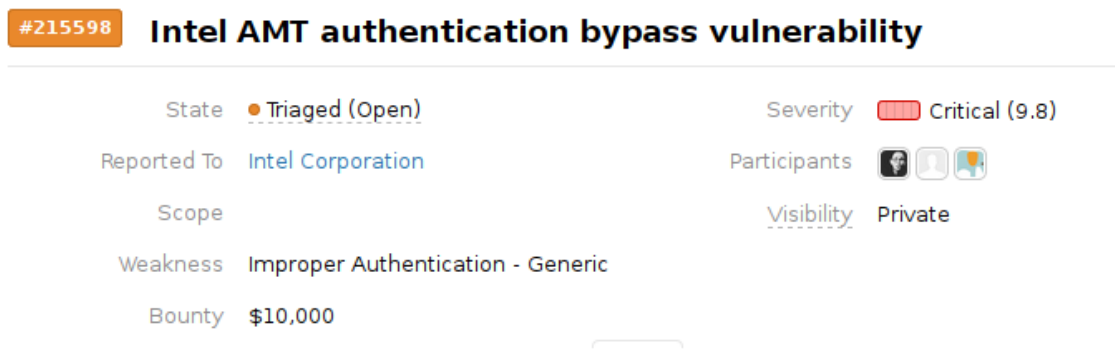 #215598 Intel AMT authentication bypass vulnerability
State Triaged (Open) Severity Critical (9.8)
Reported To Intel Corporation Participants
Scope Visibility Private
Weakness Improper Authentication - Generic
Bounty $10,000